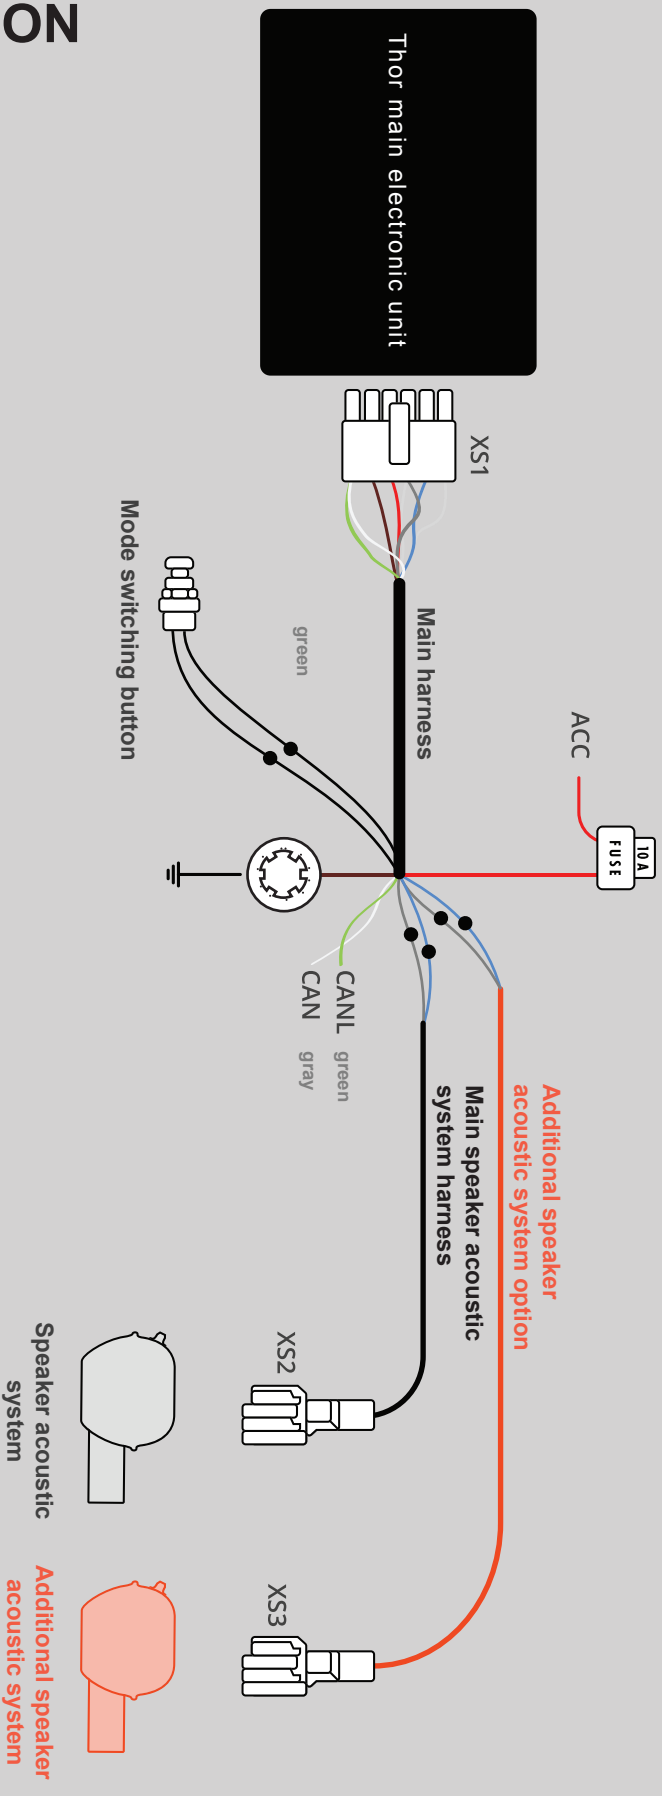 ON
Thor main electronic unit
XS1
Main harness
Mode switching button
green
ACC
10 A
FUSE
CANL green
CAN gray
Additional speaker
acoustic system option
Main speaker acoustic
system harness
XS2
Speaker acoustic
system
XS3
Additional speaker
acoustic system